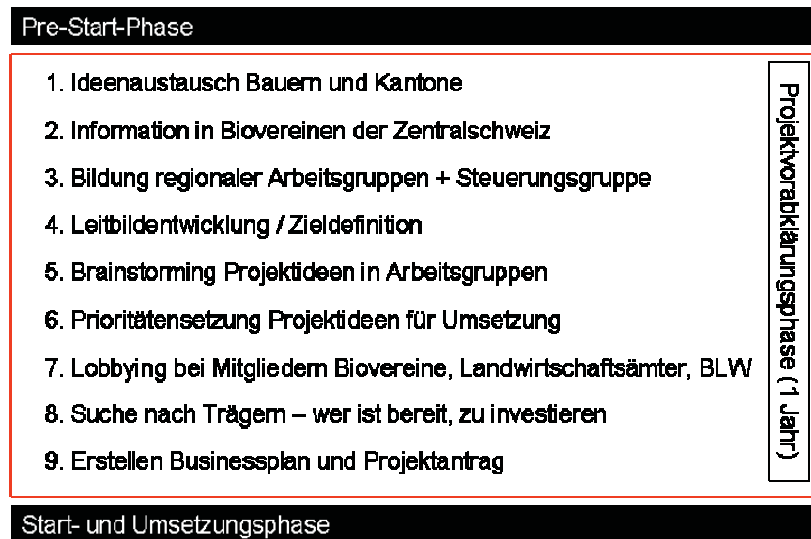 Pre-Start-Phase
1. Ideenaustausch Bauern und Kantone
2. Information in Biovereinen der Zentralschweiz
3. Bildung regionaler Arbeitsgruppen + Steuerungsgruppe
4. Leitbildentwicklung / Zieldefinition
5. Brainstorming Projektideen in Arbeitsgruppen
6. Prioritätensetzung Projektideen für Umsetzung
7. Lobbying bei Mitgliedern Biovereine, Landwirtschaftsämter, BLW
8. Suche nach Trägern – wer ist bereit, zu investieren
9. Erstellen Businessplan und Projektantrag
Projektvorabklärungsphase (1 Jahr)
Start- und Umsetzungsphase